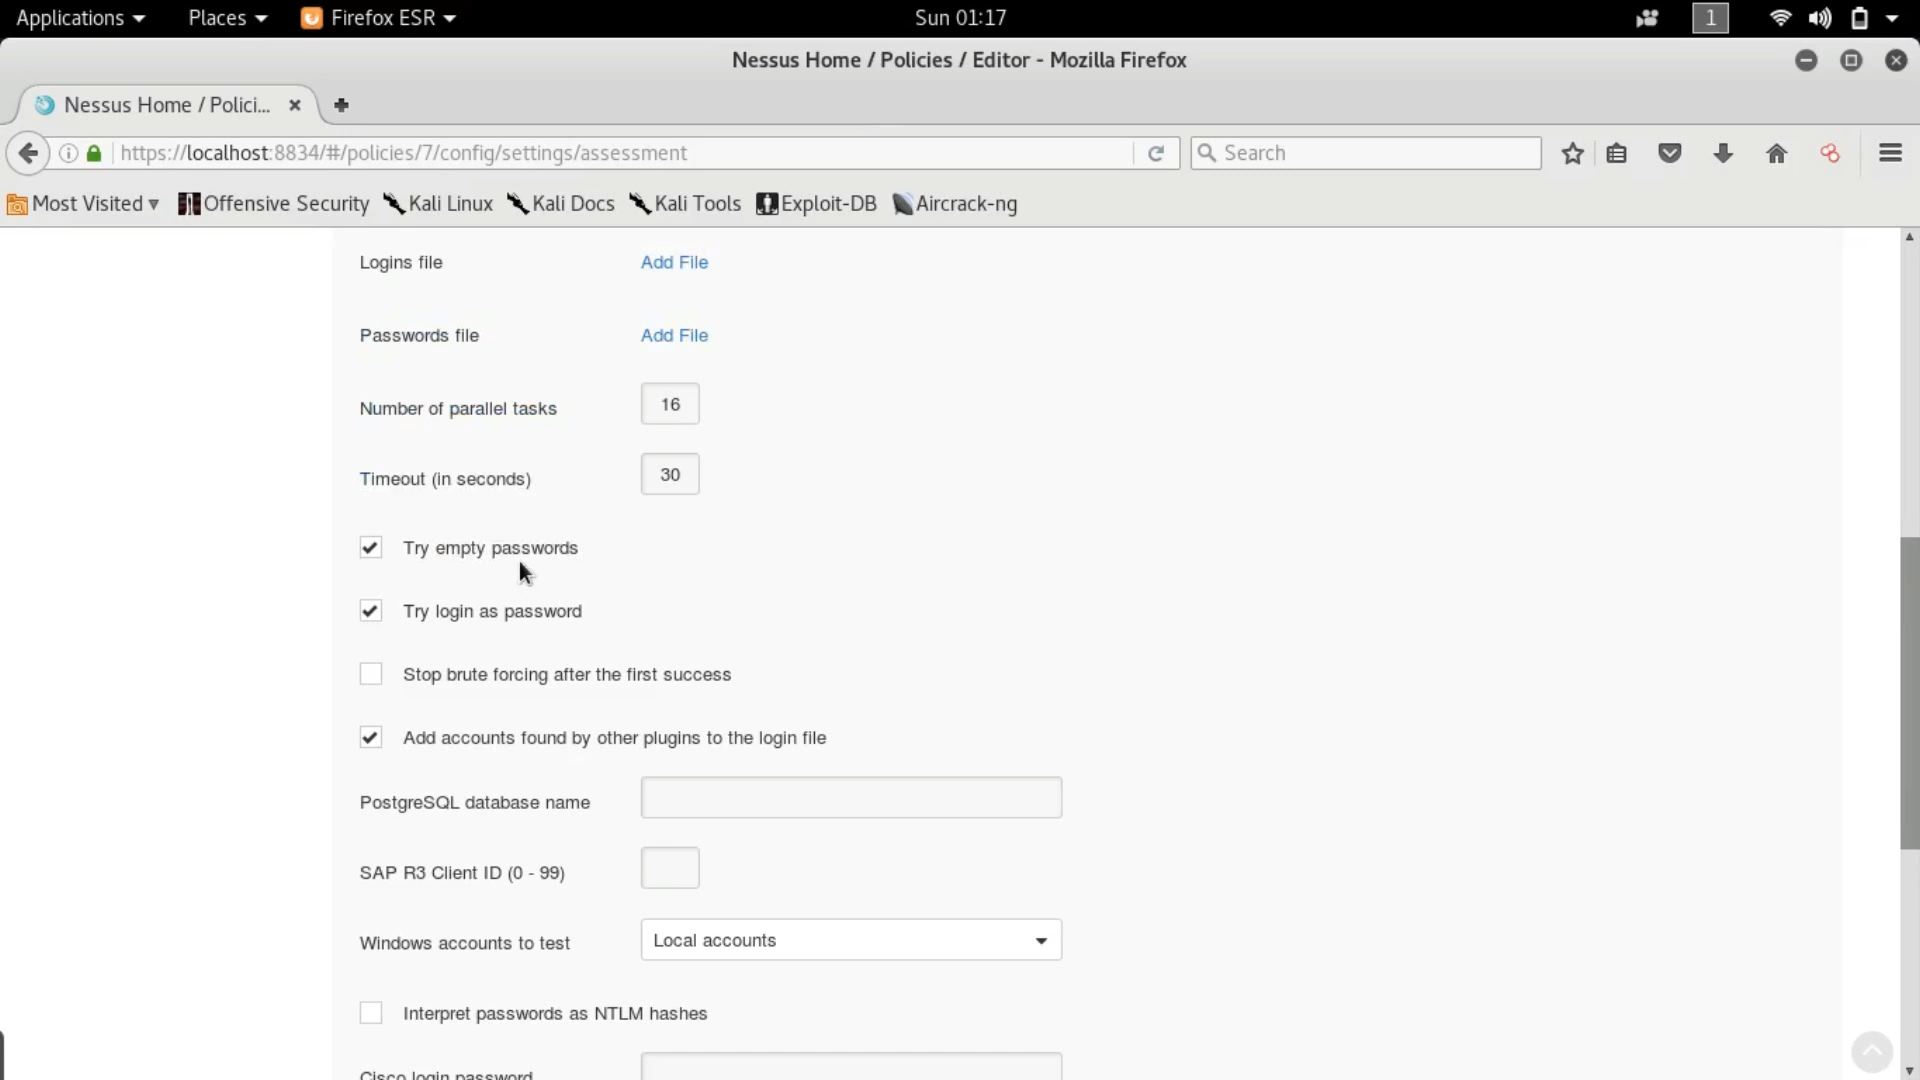 Applications Places Firefox ESR Sun 01:17 1
Nessus Home / Policies / Editor - Mozilla Firefox
Nessus Home / Polici...
https://localhost:8834/#/policies/7/config/settings/assessment Search
Most Visited Offensive Security Kali Linux Kali Docs Kali Tools Exploit-DB Aircrack-ng
Logins file Add File
Passwords file Add File
Number of parallel tasks 16
Timeout (in seconds) 30
Try empty passwords
Try login as password
Stop brute forcing after the first success
Add accounts found by other plugins to the login file
PostgreSQL database name
SAP R3 Client ID (0 - 99)
Windows accounts to test Local accounts
Interpret passwords as NTLM hashes
Cisco login password